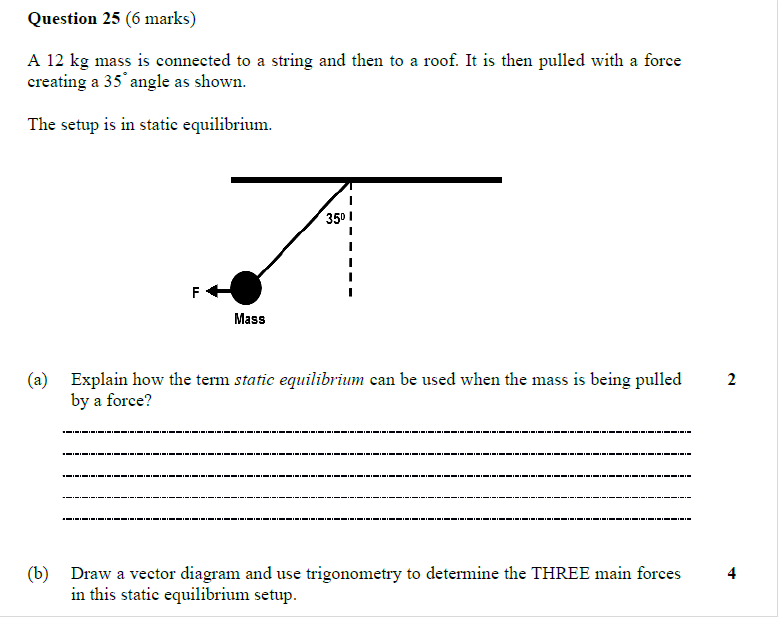 Question 25 (6 marks)
A 12 kg mass is connected to a string and then to a roof. It is then pulled with a force
creating a 35° angle as shown.
The setup is in static equilibrium.
35⁰
F
Mass
(a) Explain how the term static equilibrium can be used when the mass is being pulled 2
by a force?
(b) Draw a vector diagram and use trigonometry to determine the THREE main forces 4
in this static equilibrium setup.